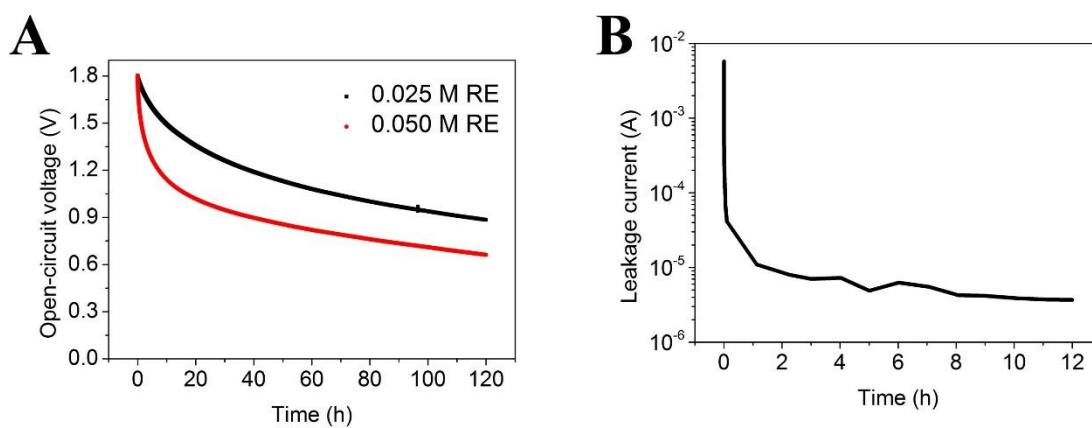 A
Open-circuit voltage (V)
1.8
1.5
1.2
0.9
0.6
0.3
0.0
0.025 M RE
0.050 M RE
0 20 40 60 80 100 120
Time (h)
B
Leakage current (A)
10⁻²
10⁻³
10⁻⁴
10⁻⁵
10⁻⁶
0 2 4 6 8 10 12
Time (h)